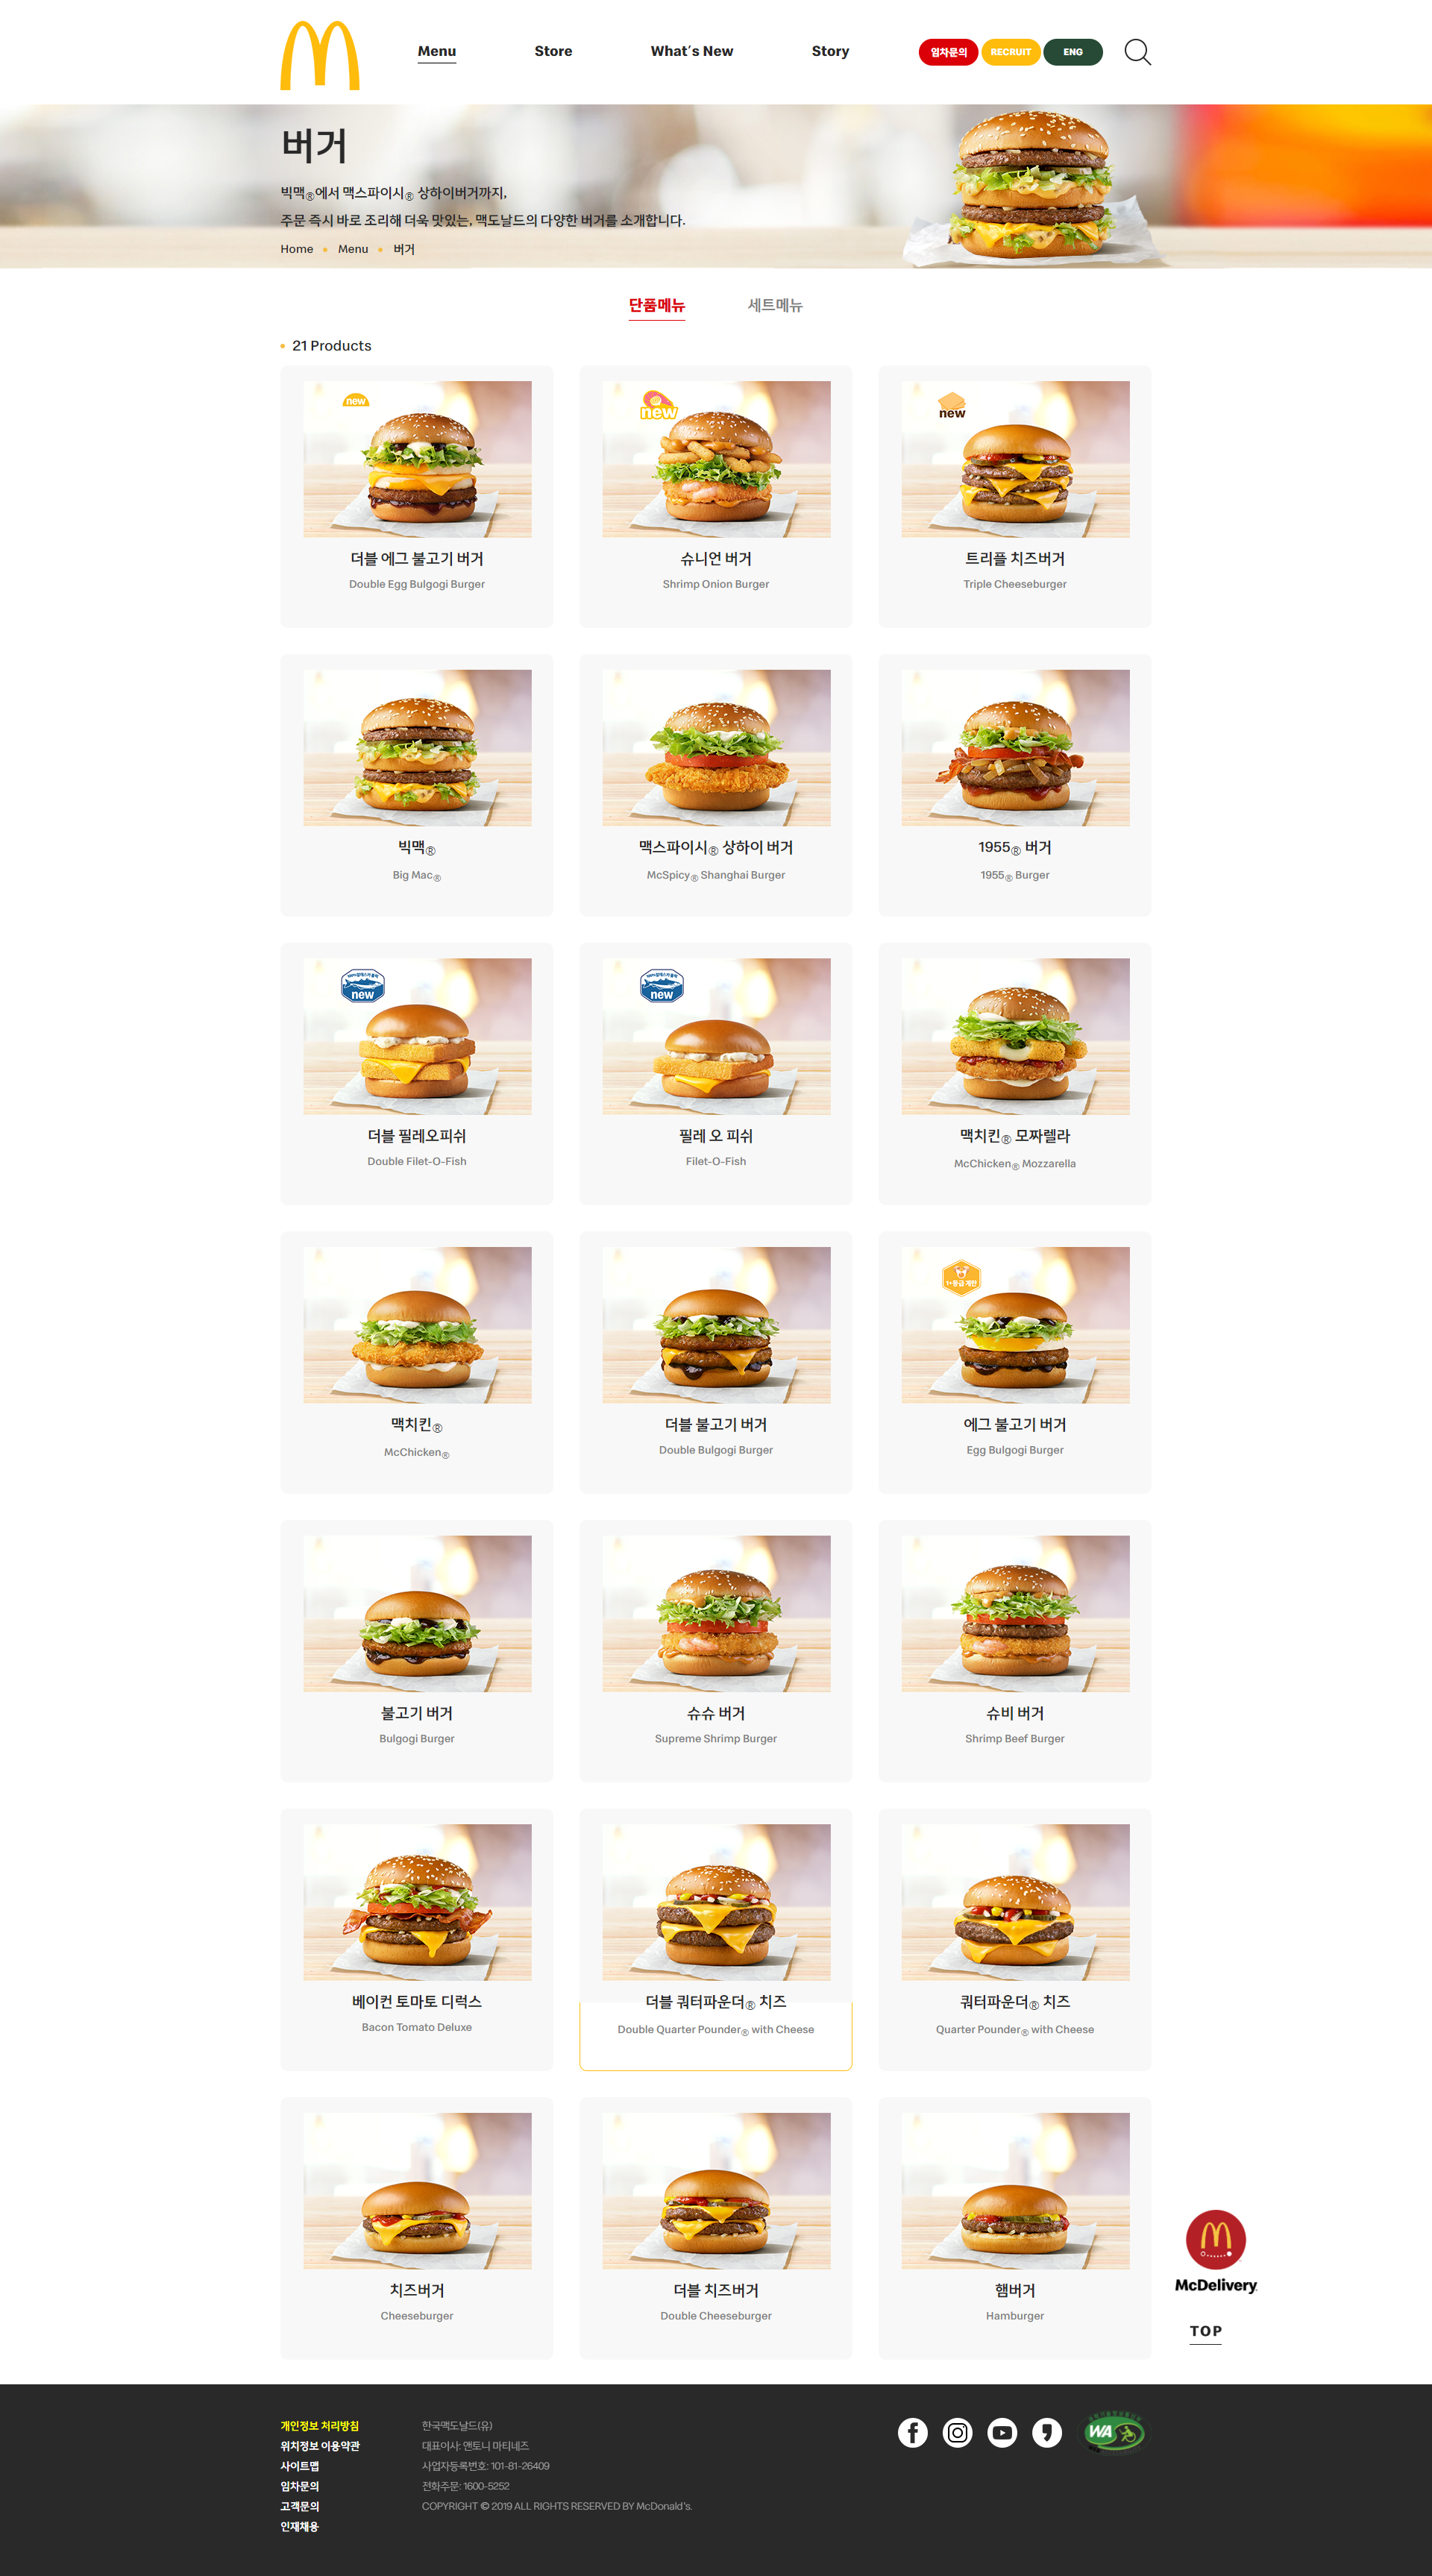 Menu
Store
What´s New
Story
임차문의
RECRUIT
ENG
버거
빅맥®에서 맥스파이시® 상하이버거까지,
주문 즉시 바로 조리해 더욱 맛있는, 맥도날드의 다양한 버거를 소개합니다.
Home • Menu • 버거
단품메뉴
세트메뉴
• 21 Products
new
new
new
더블 에그 불고기 버거
Double Egg Bulgogi Burger
슈니언 버거
Shrimp Onion Burger
트리플 치즈버거
Triple Cheeseburger
빅맥®
Big Mac®
맥스파이시® 상하이 버거
McSpicy® Shanghai Burger
1955® 버거
1955® Burger
new
new
더블 필레오피쉬
Double Filet-O-Fish
필레 오 피쉬
Filet-O-Fish
맥치킨® 모짜렐라
McChicken® Mozzarella
1+등급 계란
맥치킨®
McChicken®
더블 불고기 버거
Double Bulgogi Burger
에그 불고기 버거
Egg Bulgogi Burger
불고기 버거
Bulgogi Burger
슈슈 버거
Supreme Shrimp Burger
슈비 버거
Shrimp Beef Burger
베이컨 토마토 디럭스
Bacon Tomato Deluxe
더블 쿼터파운더® 치즈
Double Quarter Pounder® with Cheese
쿼터파운더® 치즈
Quarter Pounder® with Cheese
치즈버거
Cheeseburger
더블 치즈버거
Double Cheeseburger
햄버거
Hamburger
McDelivery
TOP
개인정보 처리방침
위치정보 이용약관
사이트맵
임차문의
고객문의
인재채용
한국맥도날드(유)
대표이사: 앤토니 마티네즈
사업자등록번호: 101-81-26409
전화주문: 1600-5252
COPYRIGHT © 2019 ALL RIGHTS RESERVED BY McDonald's.
WA